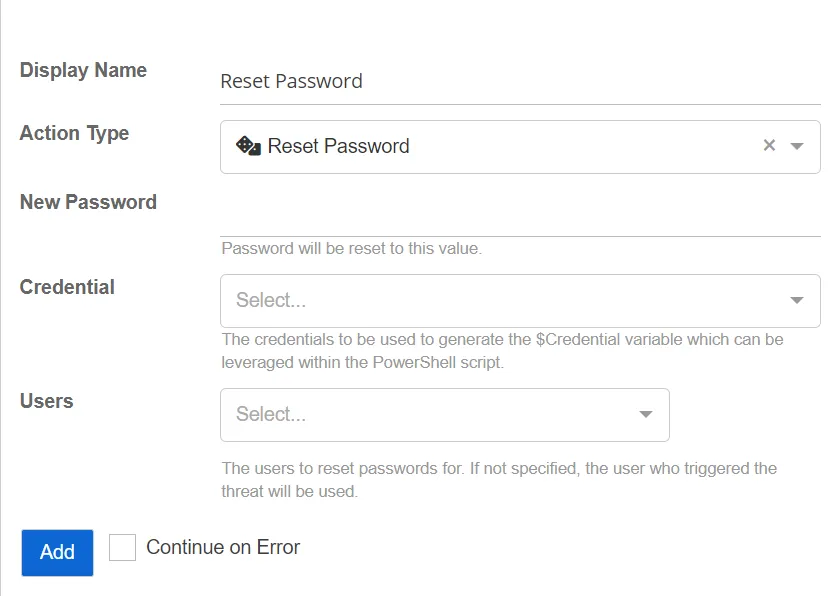 Display Name
Reset Password
Action Type
Reset Password
New Password
Password will be reset to this value.
Credential
Select...
The credentials to be used to generate the $Credential variable which can be
leveraged within the PowerShell script.
Users
Select...
The users to reset passwords for. If not specified, the user who triggered the
threat will be used.
Add
Continue on Error